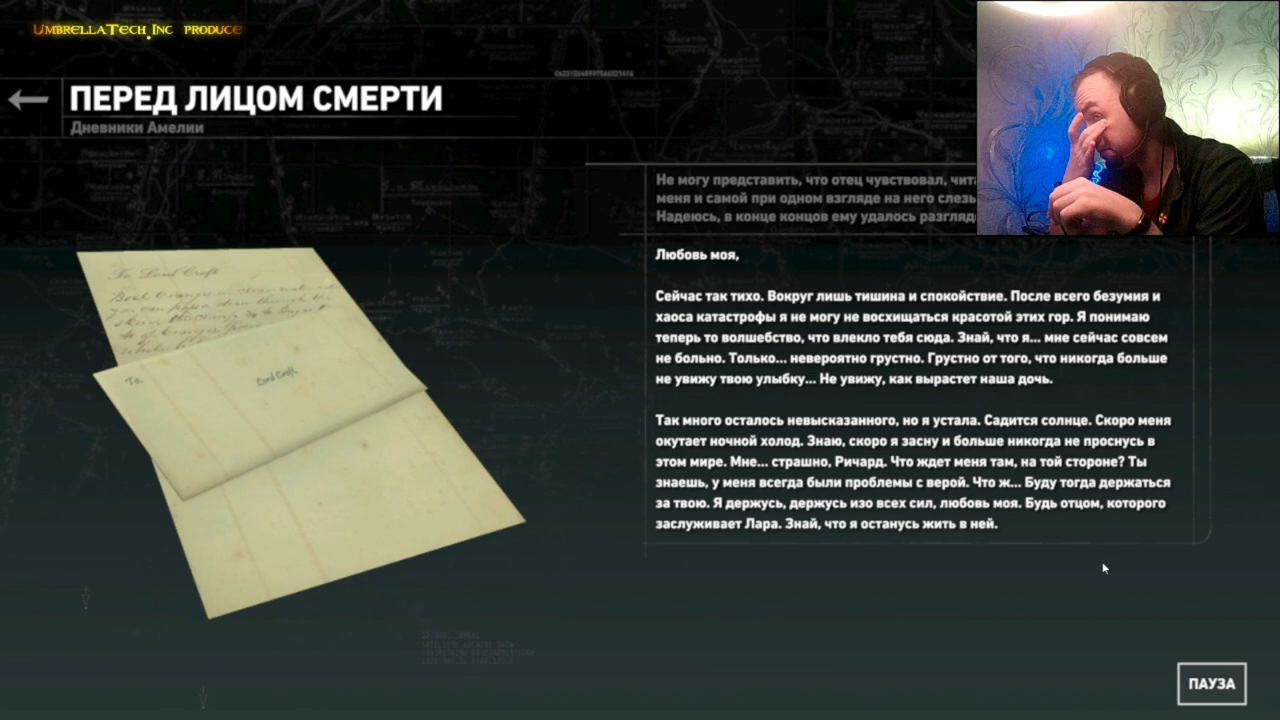 UmbrellaTech.Inc produce
ПЕРЕД ЛИЦОМ СМЕРТИ
Дневники Амелии
Не могу представить, что отец чувствовал,
меня и самой при одном взгляде на него
Надеюсь, в конце концов ему удалось
Любовь моя,
Сейчас так тихо. Вокруг лишь тишина и спокойствие. После всего безумия и
хаоса катастрофы я не могу не восхищаться красотой этих гор. Я понимаю
теперь то волшебство, что влекло тебя сюда. Знай, что я... мне сейчас совсем
не больно. Только... невероятно грустно. Грустно от того, что никогда больше
не увижу твою улыбку... Не увижу, как вырастет наша дочь.
Так много осталось невысказанного, но я устала. Садится солнце. Скоро меня
окутает ночной холод. Знаю, скоро я засну и больше никогда не проснусь в
этом мире. Мне... страшно, Ричард. Что ждет меня там, на той стороне? Ты
знаешь, у меня всегда были проблемы с верой. Что ж... Буду тогда держаться
за твою. Я держусь, держусь изо всех сил, любовь моя. Будь отцом, которого
заслуживает Лара. Знай, что я останусь жить в ней.
To Lord Croft
To:
Lord Croft
ПАУЗА